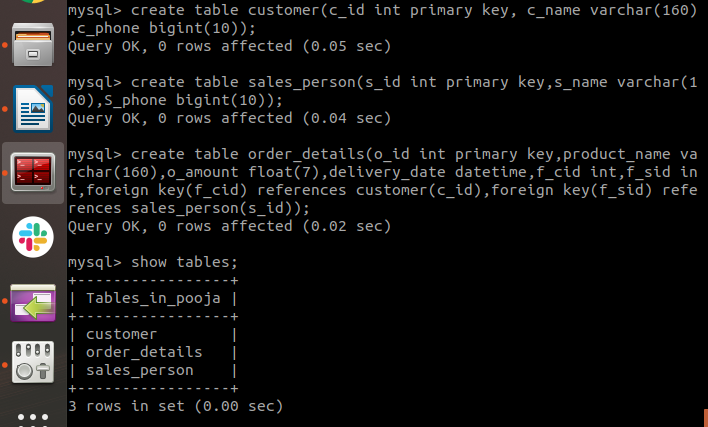 mysql> create table customer(c_id int primary key, c_name varchar(160)
,c_phone bigint(10));
Query OK, 0 rows affected (0.05 sec)
mysql> create table sales_person(s_id int primary key,s_name varchar(1
60),S_phone bigint(10));
Query OK, 0 rows affected (0.04 sec)
mysql> create table order_details(o_id int primary key,product_name va
rchar(160),o_amount float(7),delivery_date datetime,f_cid int,f_sid in
t,foreign key(f_cid) references customer(c_id),foreign key(f_sid) refe
rences sales_person(s_id));
Query OK, 0 rows affected (0.02 sec)
mysql> show tables;
+-----------------+
| Tables_in_pooja |
+-----------------+
| customer        |
| order_details   |
| sales_person    |
+-----------------+
3 rows in set (0.00 sec)